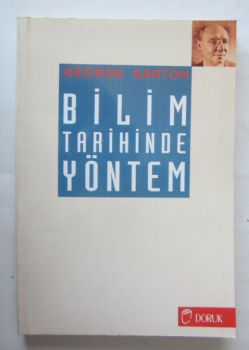 GEORGE SARTON
BİLİM
TARİHİNDE
YÖNTEM
DORUK